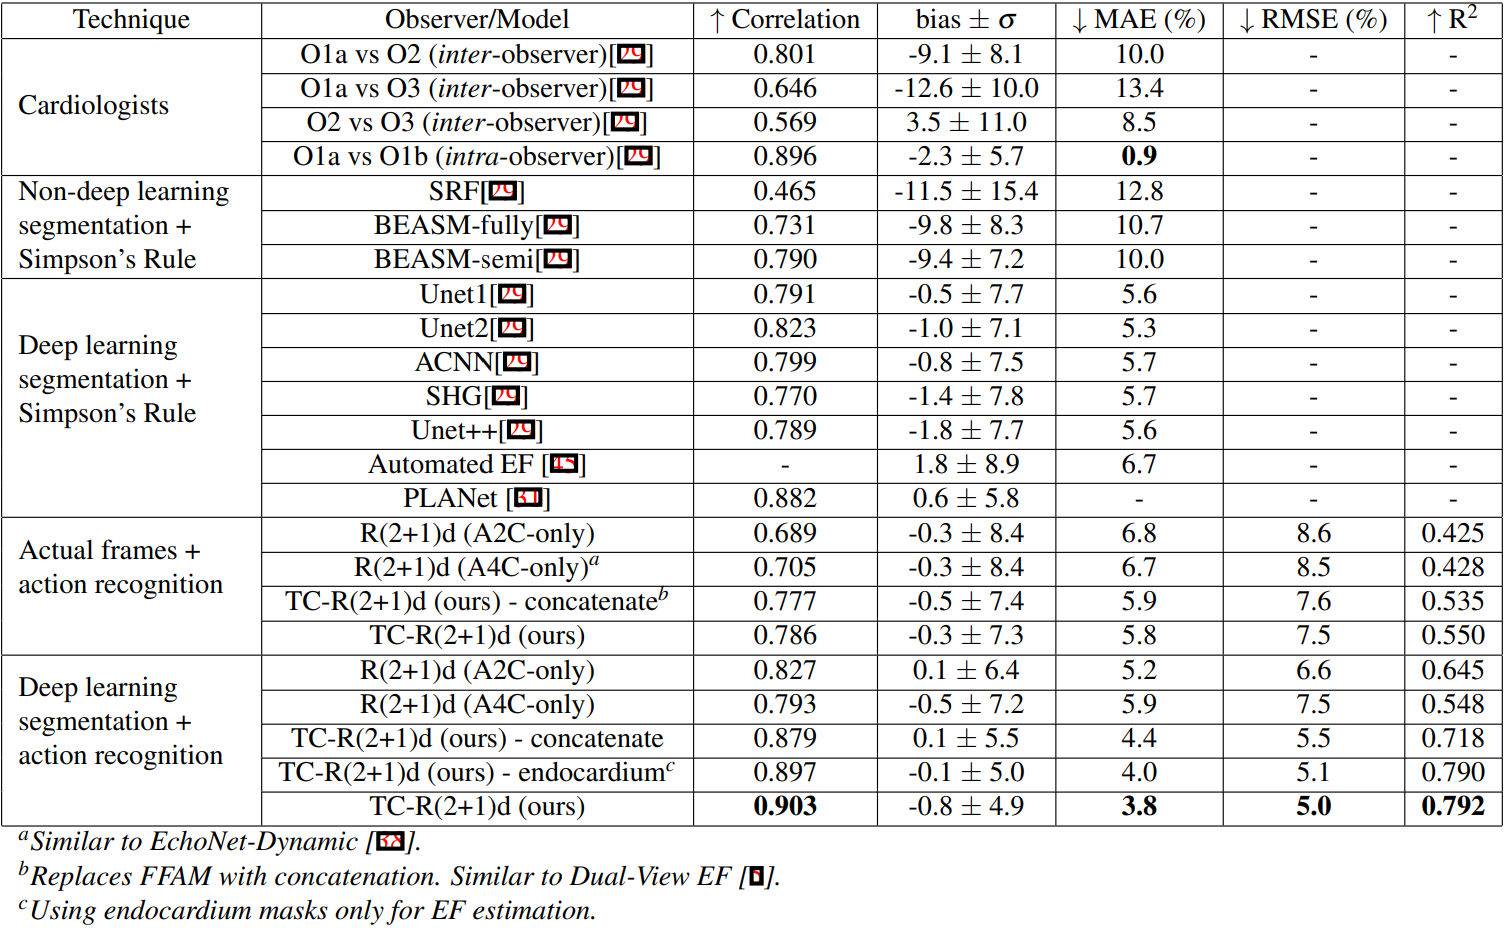 Technique Observer/Model ↑ Correlation bias ± σ ↓ MAE (%) ↓ RMSE (%) ↑ R²
Cardiologists
O1a vs O2 (inter-observer)[29] 0.801 -9.1 ± 8.1 10.0 - -
O1a vs O3 (inter-observer)[29] 0.646 -12.6 ± 10.0 13.4 - -
O2 vs O3 (inter-observer)[29] 0.569 3.5 ± 11.0 8.5 - -
O1a vs O1b (intra-observer)[29] 0.896 -2.3 ± 5.7 0.9 - -
Non-deep learning
segmentation +
Simpson's Rule
SRF[29] 0.465 -11.5 ± 15.4 12.8 - -
BEASM-fully[29] 0.731 -9.8 ± 8.3 10.7 - -
BEASM-semi[29] 0.790 -9.4 ± 7.2 10.0 - -
Deep learning
segmentation +
Simpson's Rule
Unet1[29] 0.791 -0.5 ± 7.7 5.6 - -
Unet2[29] 0.823 -1.0 ± 7.1 5.3 - -
ACNN[29] 0.799 -0.8 ± 7.5 5.7 - -
SHG[29] 0.770 -1.4 ± 7.8 5.7 - -
Unet++[29] 0.789 -1.8 ± 7.7 5.6 - -
Automated EF [45] - 1.8 ± 8.9 6.7 - -
PLANet [31] 0.882 0.6 ± 5.8 - - -
Actual frames +
action recognition
R(2+1)d (A2C-only) 0.689 -0.3 ± 8.4 6.8 8.6 0.425
R(2+1)d (A4C-only)ᵃ 0.705 -0.3 ± 8.4 6.7 8.5 0.428
TC-R(2+1)d (ours) - concatenateᵇ 0.777 -0.5 ± 7.4 5.9 7.6 0.535
TC-R(2+1)d (ours) 0.786 -0.3 ± 7.3 5.8 7.5 0.550
Deep learning
segmentation +
action recognition
R(2+1)d (A2C-only) 0.827 0.1 ± 6.4 5.2 6.6 0.645
R(2+1)d (A4C-only) 0.793 -0.5 ± 7.2 5.9 7.5 0.548
TC-R(2+1)d (ours) - concatenate 0.879 0.1 ± 5.5 4.4 5.5 0.718
TC-R(2+1)d (ours) - endocardiumᶜ 0.897 -0.1 ± 5.0 4.0 5.1 0.790
TC-R(2+1)d (ours) 0.903 -0.8 ± 4.9 3.8 5.0 0.792
ᵃSimilar to EchoNet-Dynamic [38].
ᵇReplaces FFAM with concatenation. Similar to Dual-View EF [].
ᶜUsing endocardium masks only for EF estimation.